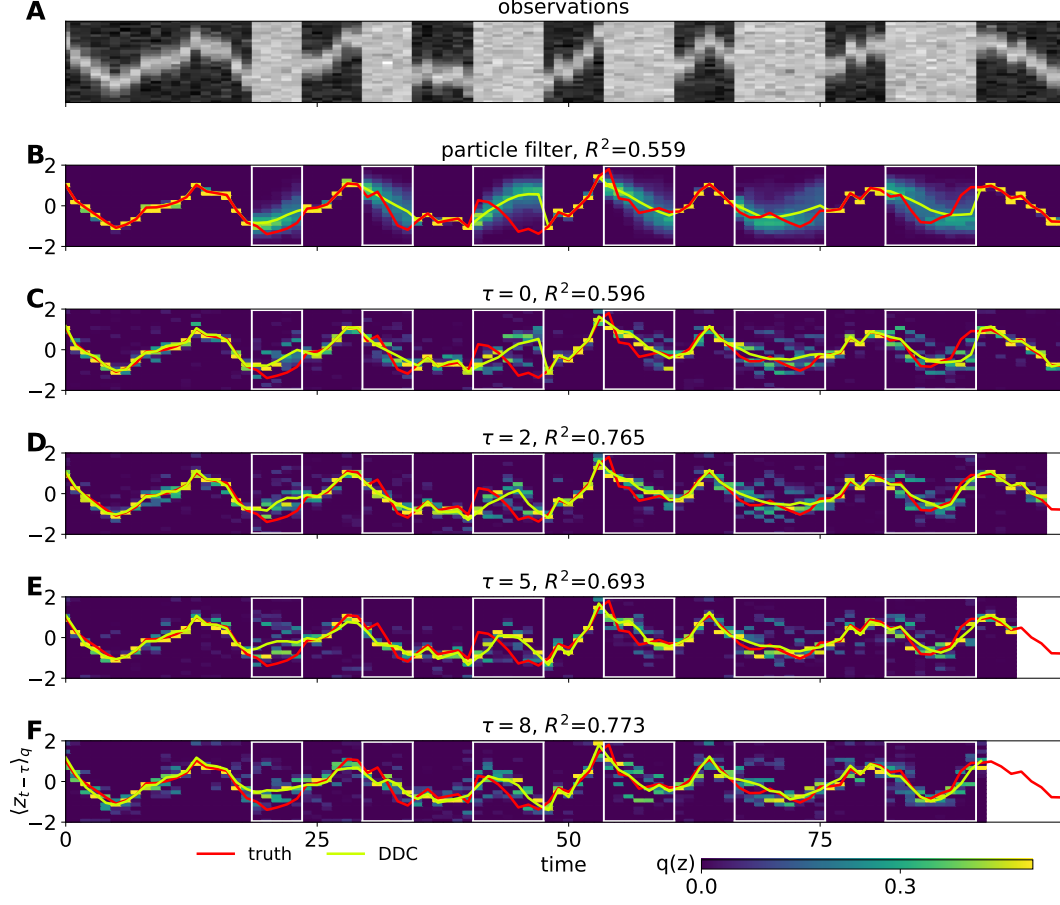 A observations
B particle filter, R²=0.559
2
0
−2
C τ = 0, R²=0.596
2
0
−2
D τ = 2, R²=0.765
2
0
−2
E τ = 5, R²=0.693
2
0
−2
F τ = 8, R²=0.773
2
0
−2
⟨z_{t−τ}⟩_q
0 25 50 75
truth DDC time q(z)
0.0 0.3